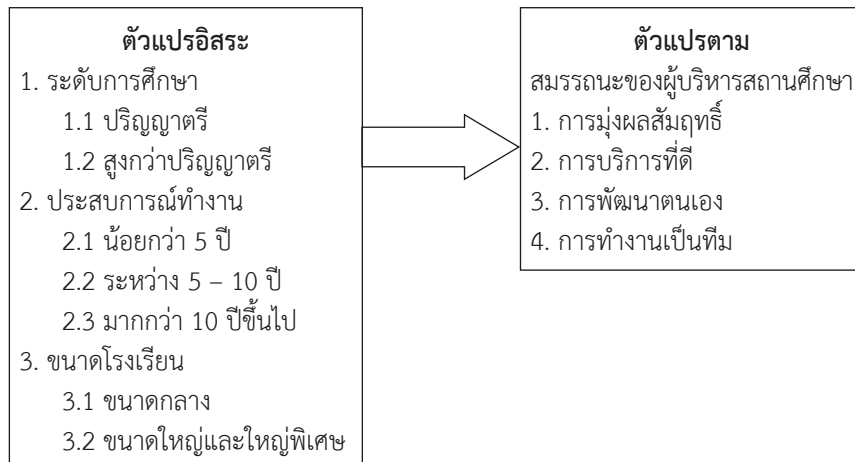 ตัวแปรอิสระ
1. ระดับการศึกษา
1.1 ปริญญาตรี
1.2 สูงกว่าปริญญาตรี
2. ประสบการณ์ทำงาน
2.1 น้อยกว่า 5 ปี
2.2 ระหว่าง 5 – 10 ปี
2.3 มากกว่า 10 ปีขึ้นไป
3. ขนาดโรงเรียน
3.1 ขนาดกลาง
3.2 ขนาดใหญ่และใหญ่พิเศษ
ตัวแปรตาม
สมรรถนะของผู้บริหารสถานศึกษา
1. การมุ่งผลสัมฤทธิ์
2. การบริการที่ดี
3. การพัฒนาตนเอง
4. การทำงานเป็นทีม